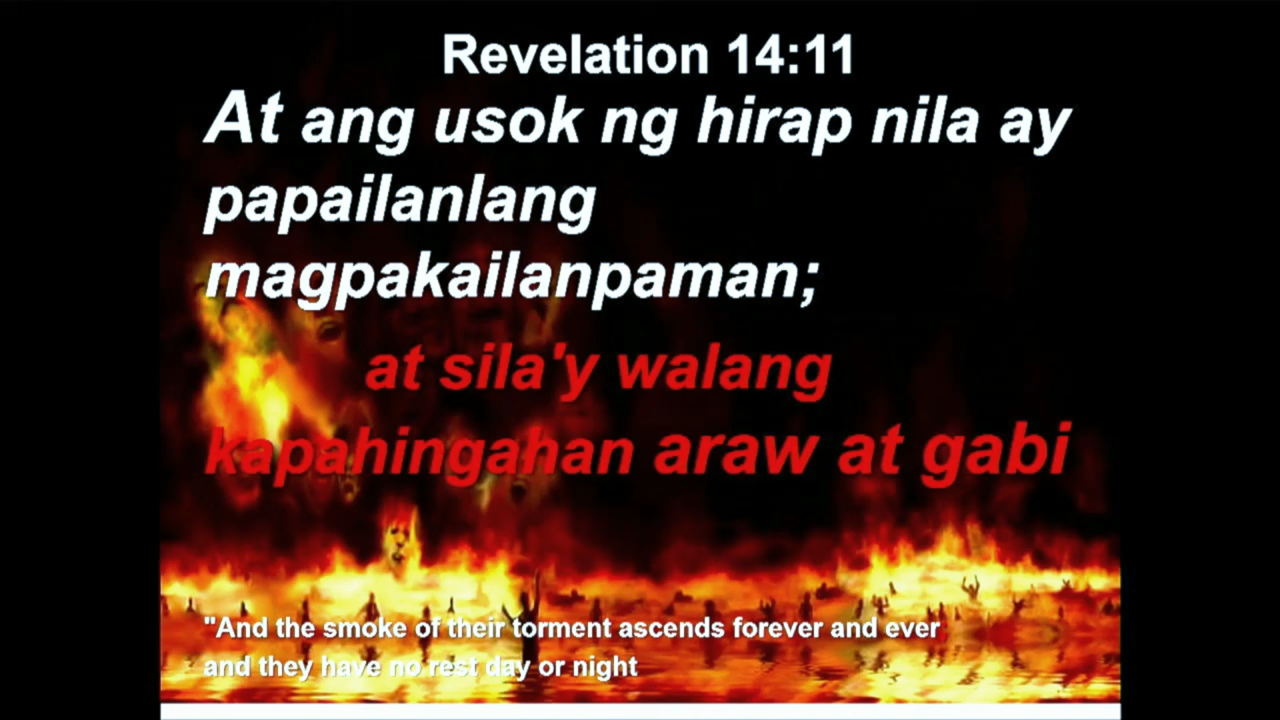 Revelation 14:11
At ang usok ng hirap nila ay
papailanlang
magpakailanpaman;
at sila'y walang
kapahingahan araw at gabi
"And the smoke of their torment ascends forever and ever
and they have no rest day or night